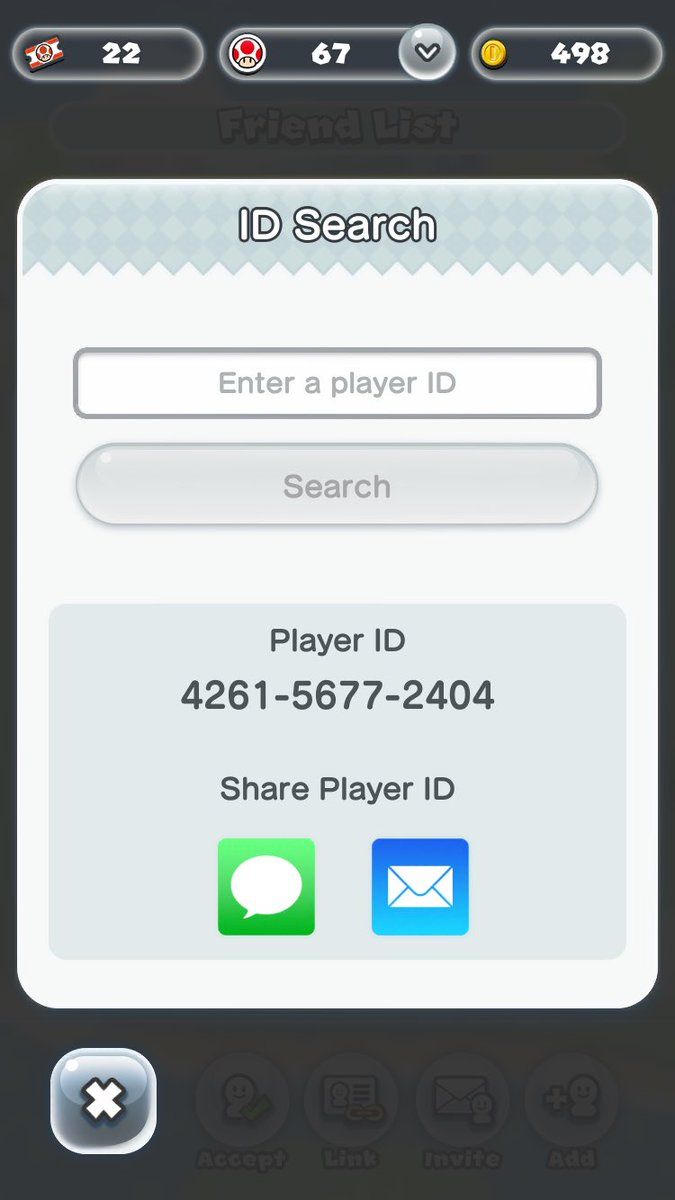 22 67 498
Friend List
ID Search
Enter a player ID
Search
Player ID
4261-5677-2404
Share Player ID
Accept Link Invite Add